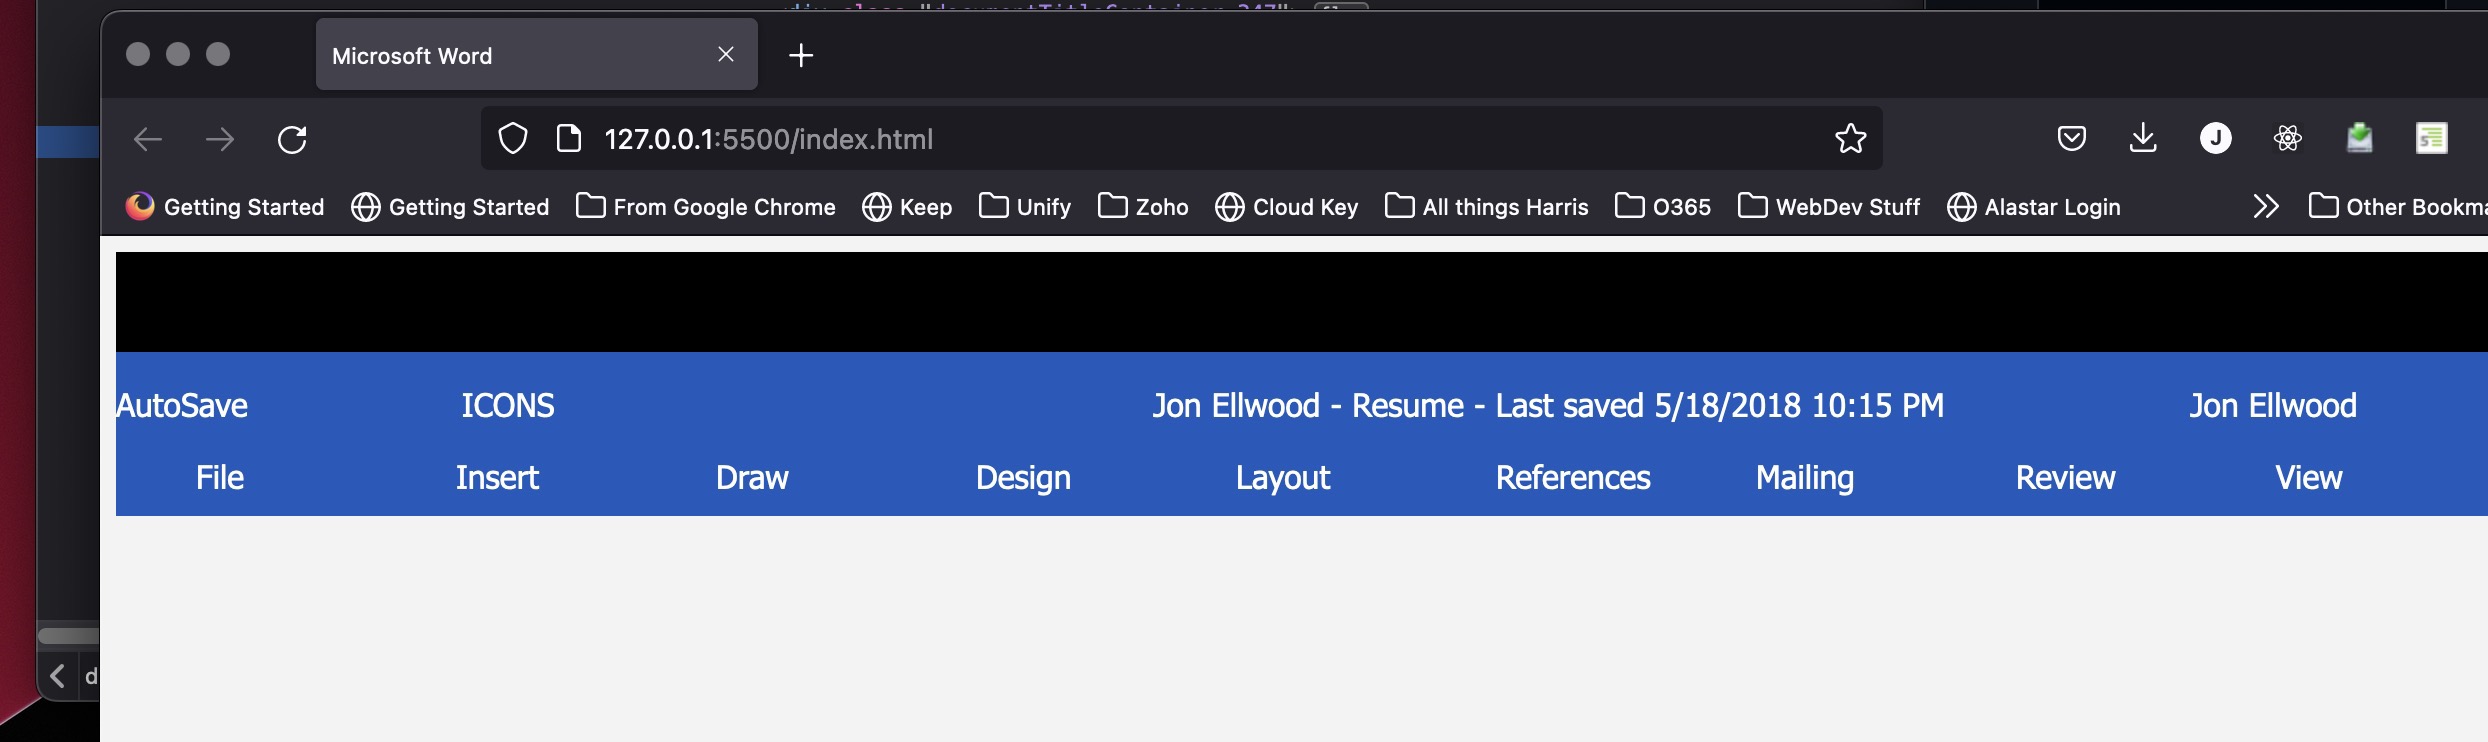 Microsoft Word
127.0.0.1:5500/index.html
J
Getting Started Getting Started From Google Chrome Keep Unify Zoho Cloud Key All things Harris O365 WebDev Stuff Alastar Login Other Bookma
AutoSave ICONS Jon Ellwood - Resume - Last saved 5/18/2018 10:15 PM Jon Ellwood
File Insert Draw Design Layout References Mailing Review View
d